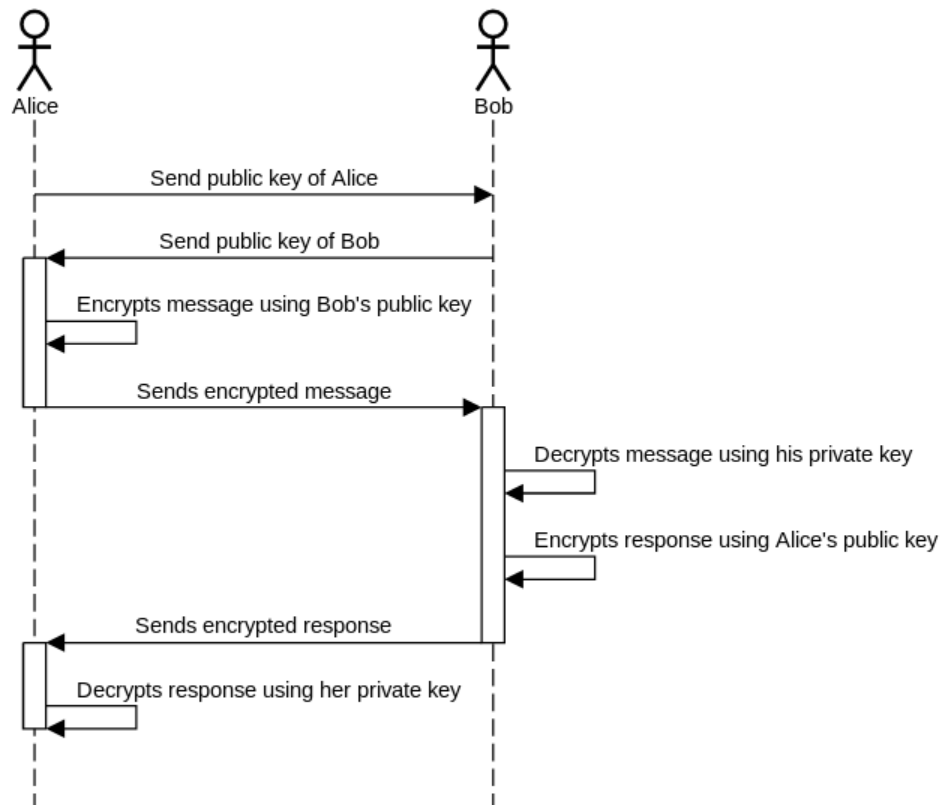 Alice
Bob
Send public key of Alice
Send public key of Bob
Encrypts message using Bob's public key
Sends encrypted message
Decrypts message using his private key
Encrypts response using Alice's public key
Sends encrypted response
Decrypts response using her private key